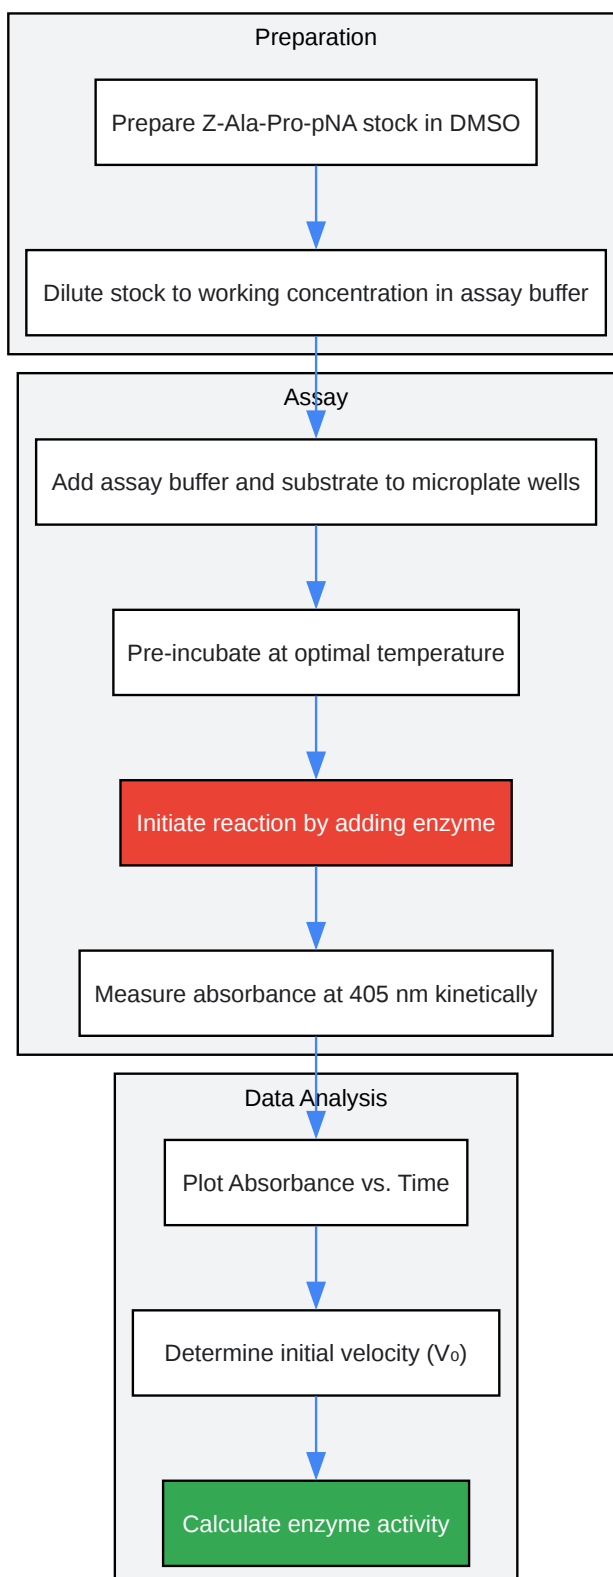 Preparation
Prepare Z-Ala-Pro-pNA stock in DMSO
Dilute stock to working concentration in assay buffer
Assay
Add assay buffer and substrate to microplate wells
Pre-incubate at optimal temperature
Initiate reaction by adding enzyme
Measure absorbance at 405 nm kinetically
Data Analysis
Plot Absorbance vs. Time
Determine initial velocity (V₀)
Calculate enzyme activity